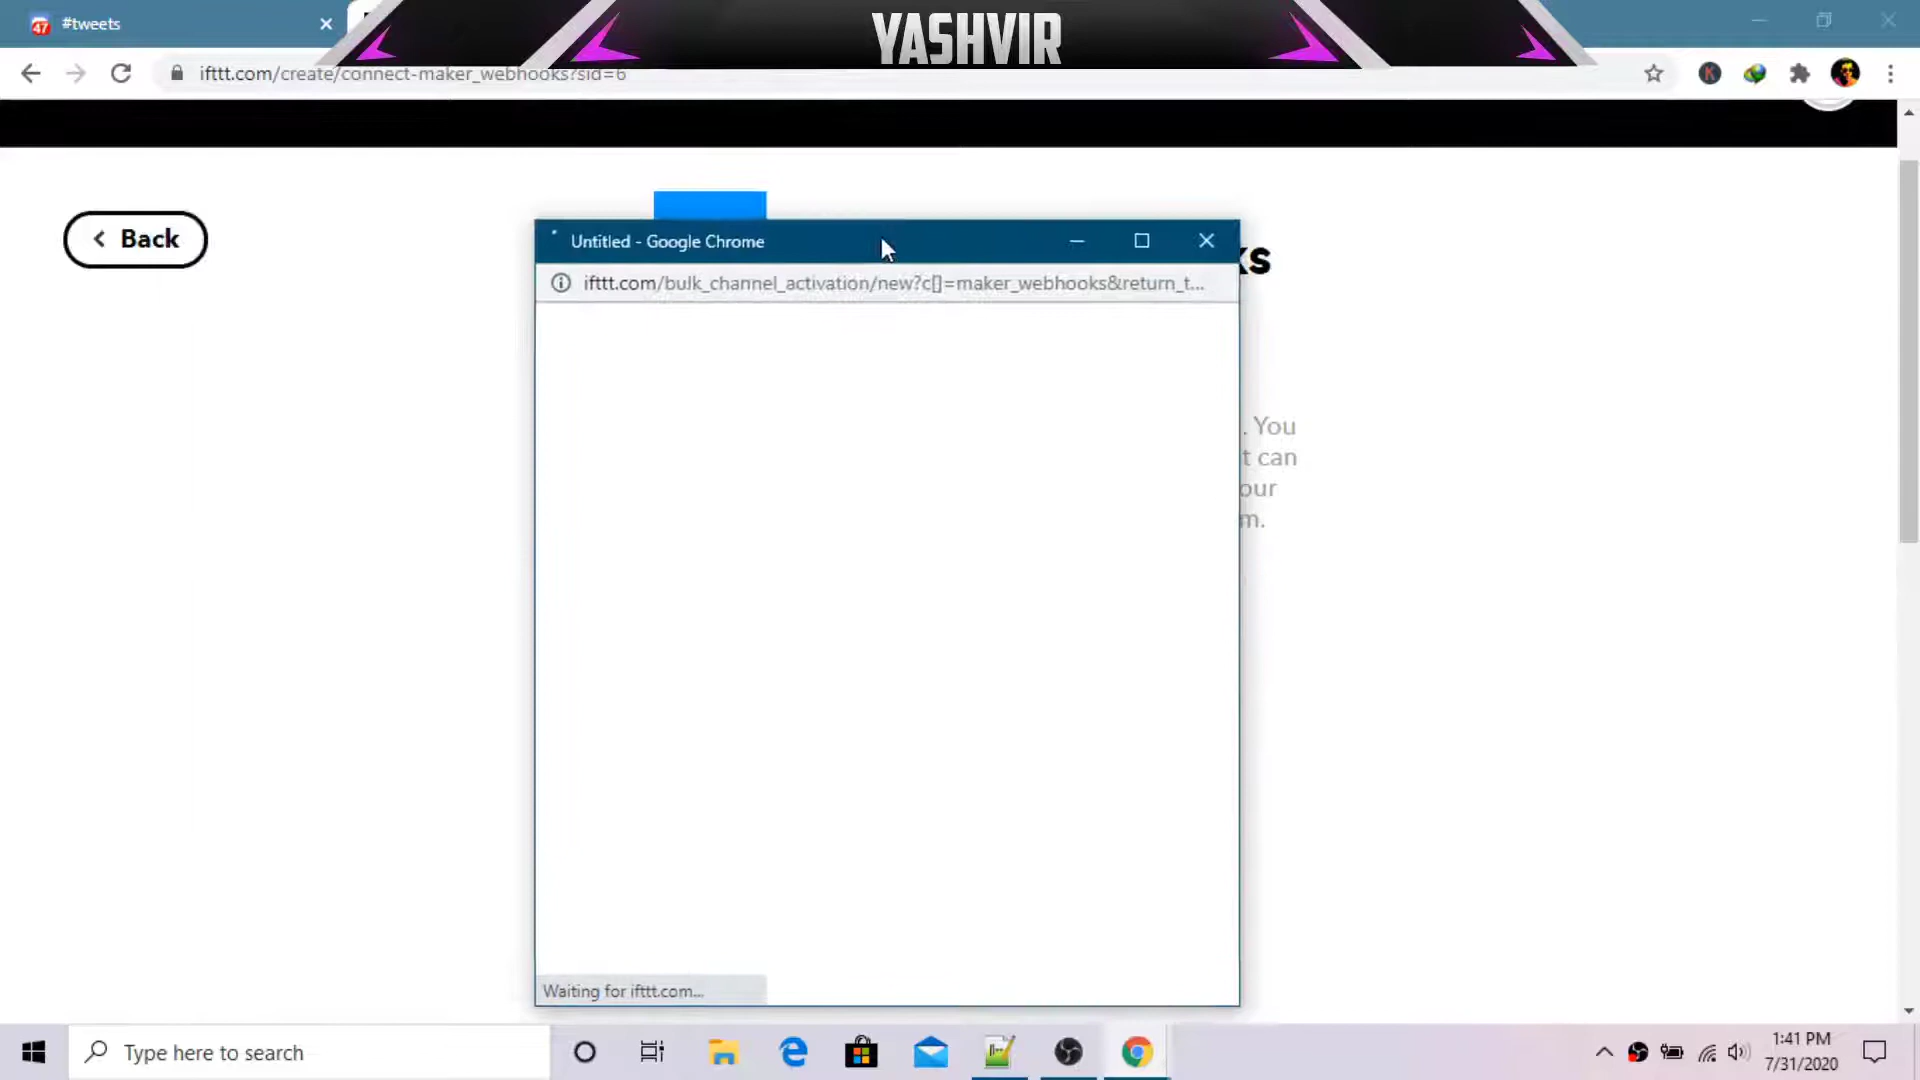 47 #tweets
YASHVIR
ifttt.com/create/connect-maker_webhooks?sid=6
K
Back
Untitled - Google Chrome
ks
ifttt.com/bulk_channel_activation/new?c[]=maker_webhooks&return_t...
. You
t can
our
m.
Waiting for ifttt.com...
Type here to search
1:41 PM
7/31/2020